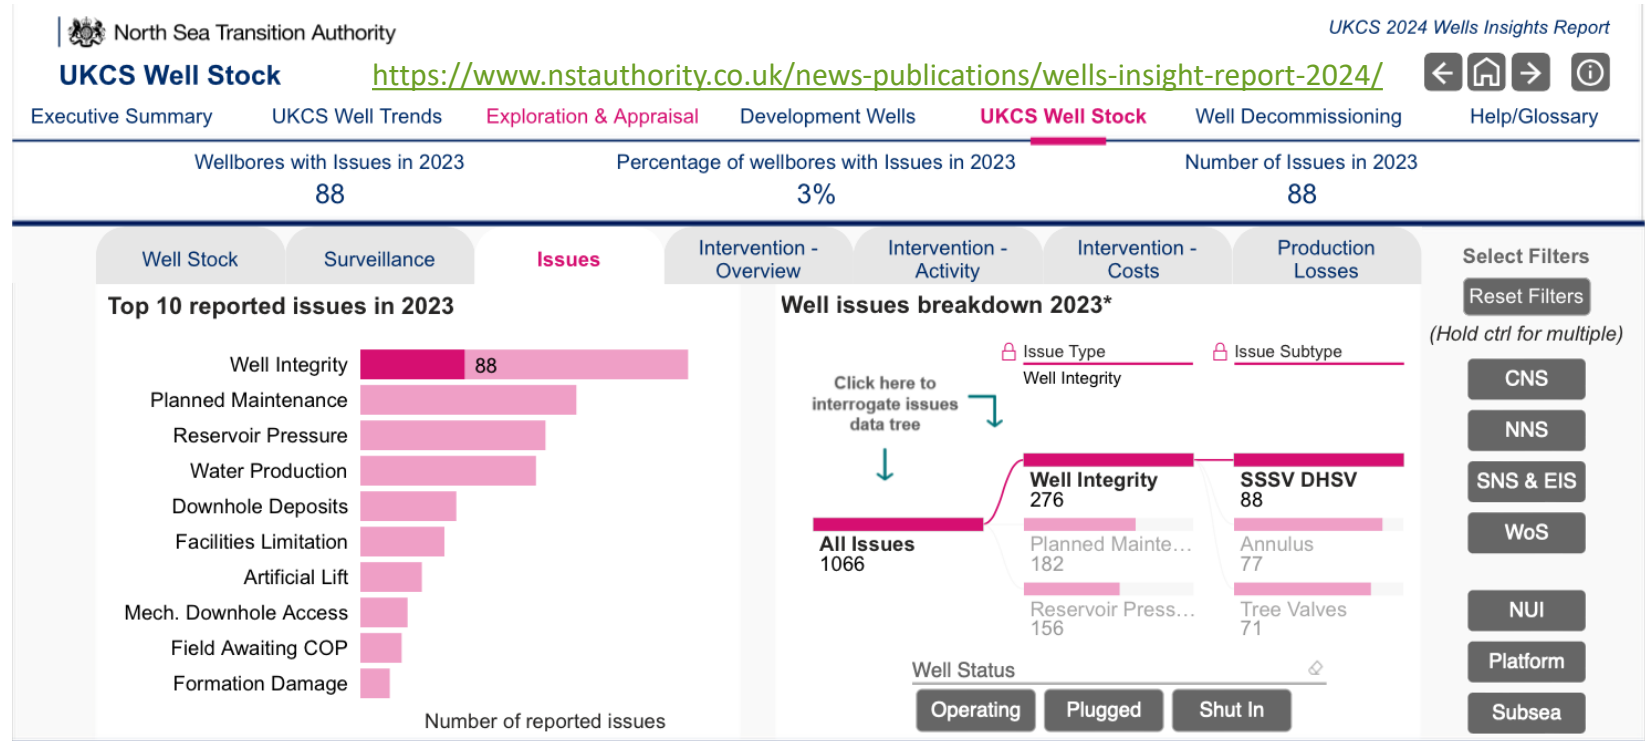 North Sea Transition Authority
UKCS 2024 Wells Insights Report
UKCS Well Stock
https://www.nstauthority.co.uk/news-publications/wells-insight-report-2024/
Executive Summary
UKCS Well Trends
Exploration & Appraisal
Development Wells
UKCS Well Stock
Well Decommissioning
Help/Glossary
Wellbores with Issues in 2023
88
Percentage of wellbores with Issues in 2023
3%
Number of Issues in 2023
88
Well Stock
Surveillance
Issues
Intervention -
Overview
Intervention -
Activity
Intervention -
Costs
Production
Losses
Top 10 reported issues in 2023
Well Integrity
88
Planned Maintenance
Reservoir Pressure
Water Production
Downhole Deposits
Facilities Limitation
Artificial Lift
Mech. Downhole Access
Field Awaiting COP
Formation Damage
Number of reported issues
Well issues breakdown 2023*
Issue Type
Well Integrity
Issue Subtype
Click here to
interrogate issues
data tree
All Issues
1066
Well Integrity
276
Planned Mainte...
182
Reservoir Press...
156
SSSV DHSV
88
Annulus
77
Tree Valves
71
Well Status
Operating
Plugged
Shut In
Select Filters
Reset Filters
(Hold ctrl for multiple)
CNS
NNS
SNS & EIS
WoS
NUI
Platform
Subsea